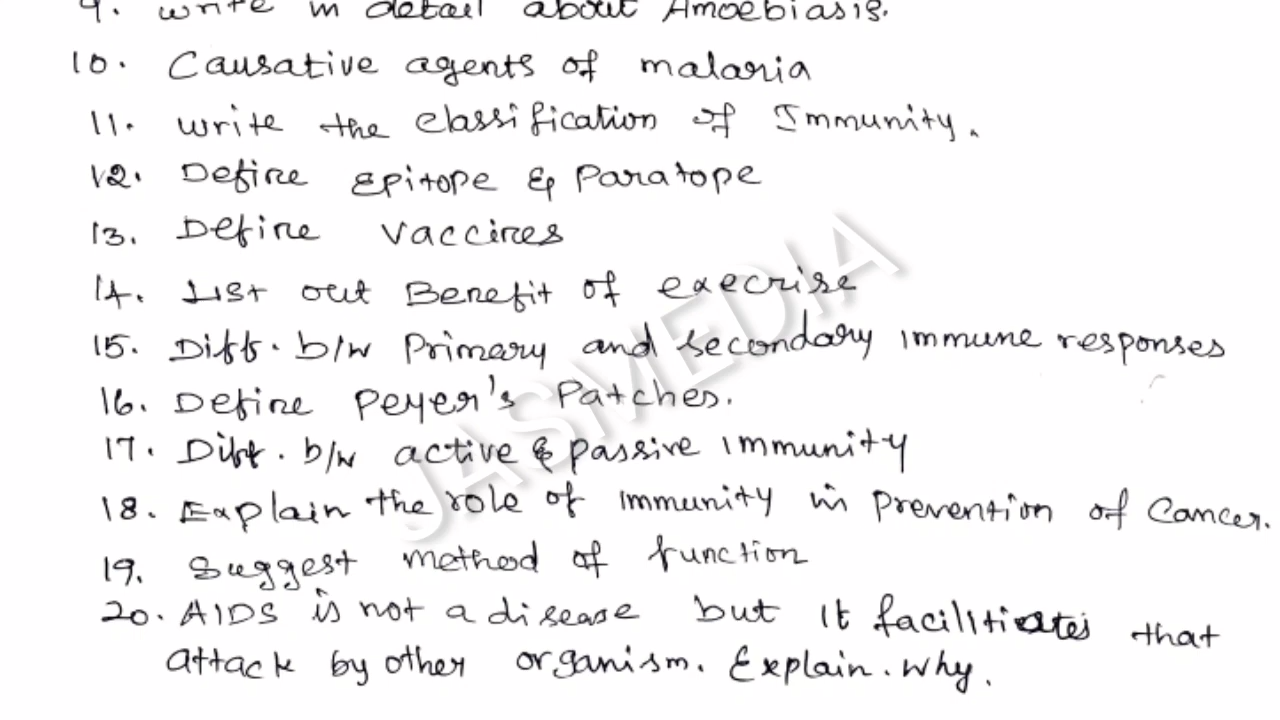 9. Write in detail about Amoebiasis.
10. Causative agents of malaria
11. Write the classification of Immunity.
12. Define Epitope & Paratope
13. Define Vaccines
14. List out Benefit of execrise
15. Diff. b/w Primary and secondary immune responses
16. Define Peyer's Patches.
17. Diff. b/w active & passive immunity
18. Explain the role of immunity in prevention of Cancer.
19. Suggest method of function
20. AIDS is not a disease but it facilitiates that
attack by other organism. Explain. Why.
JASMEDIA